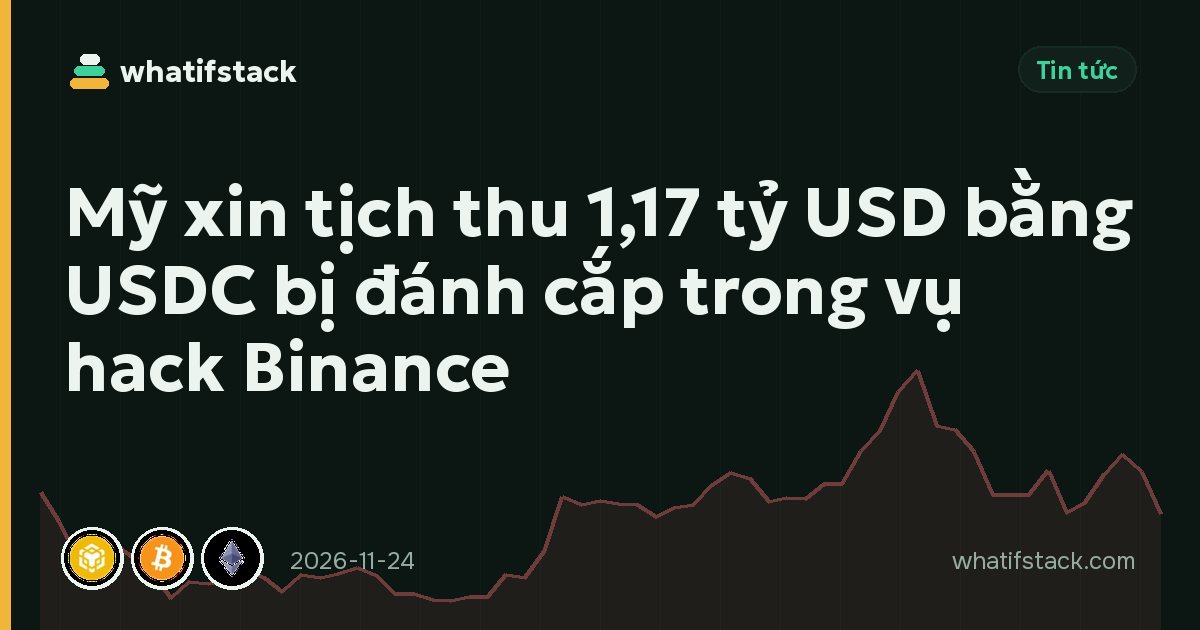 whatifstack
Tin tức
Mỹ xin tịch thu 1,17 tỷ USD bằng
USDC bị đánh cắp trong vụ
hack Binance
2026-11-24
whatifstack.com